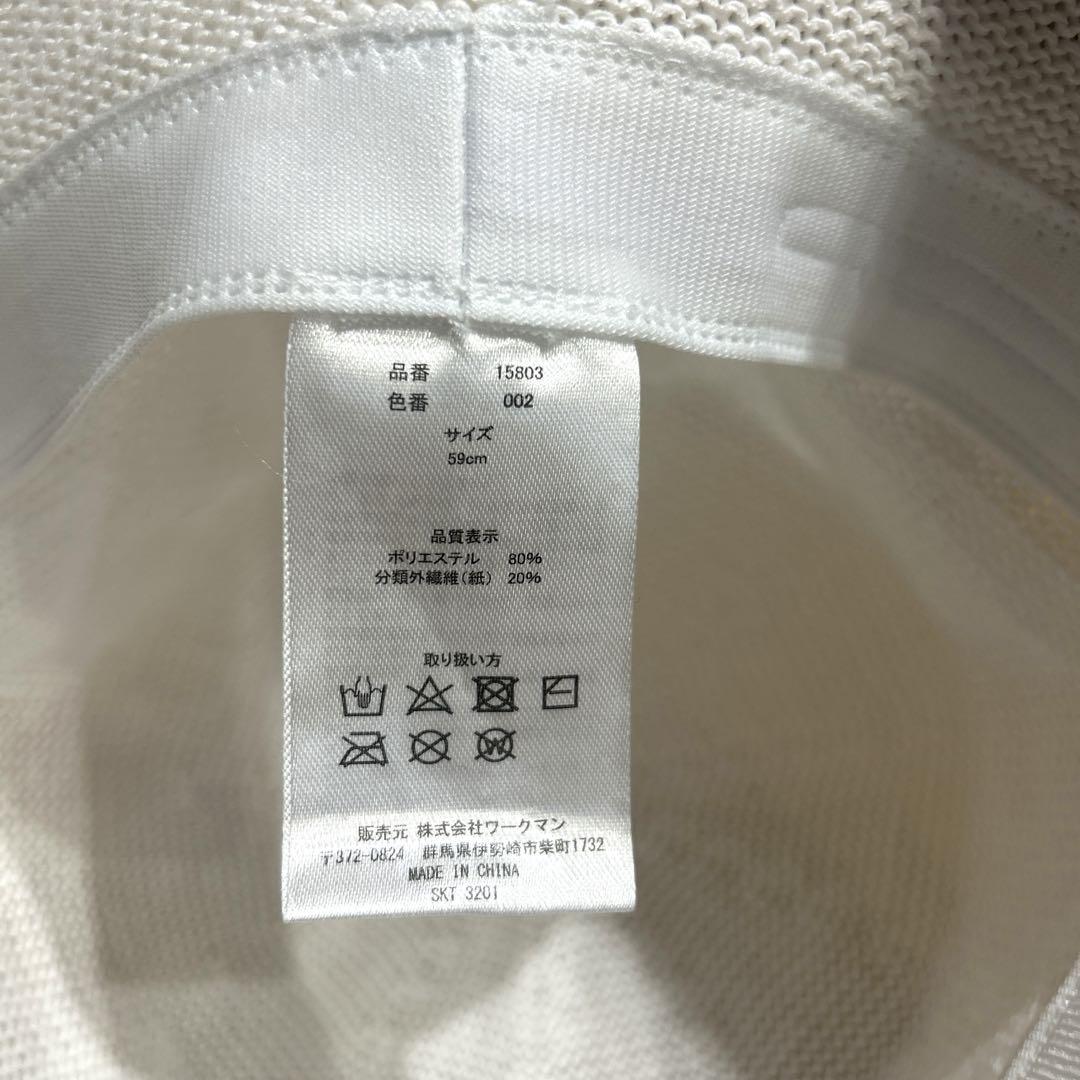 品番 15803
色番 002
サイズ
59cm
品質表示
ポリエステル 80%
分類外繊維(紙) 20%
取り扱い方
W
販売元 株式会社ワークマン
〒372-0824 群馬県伊勢崎市柴町1732
MADE IN CHINA
SKT 3201